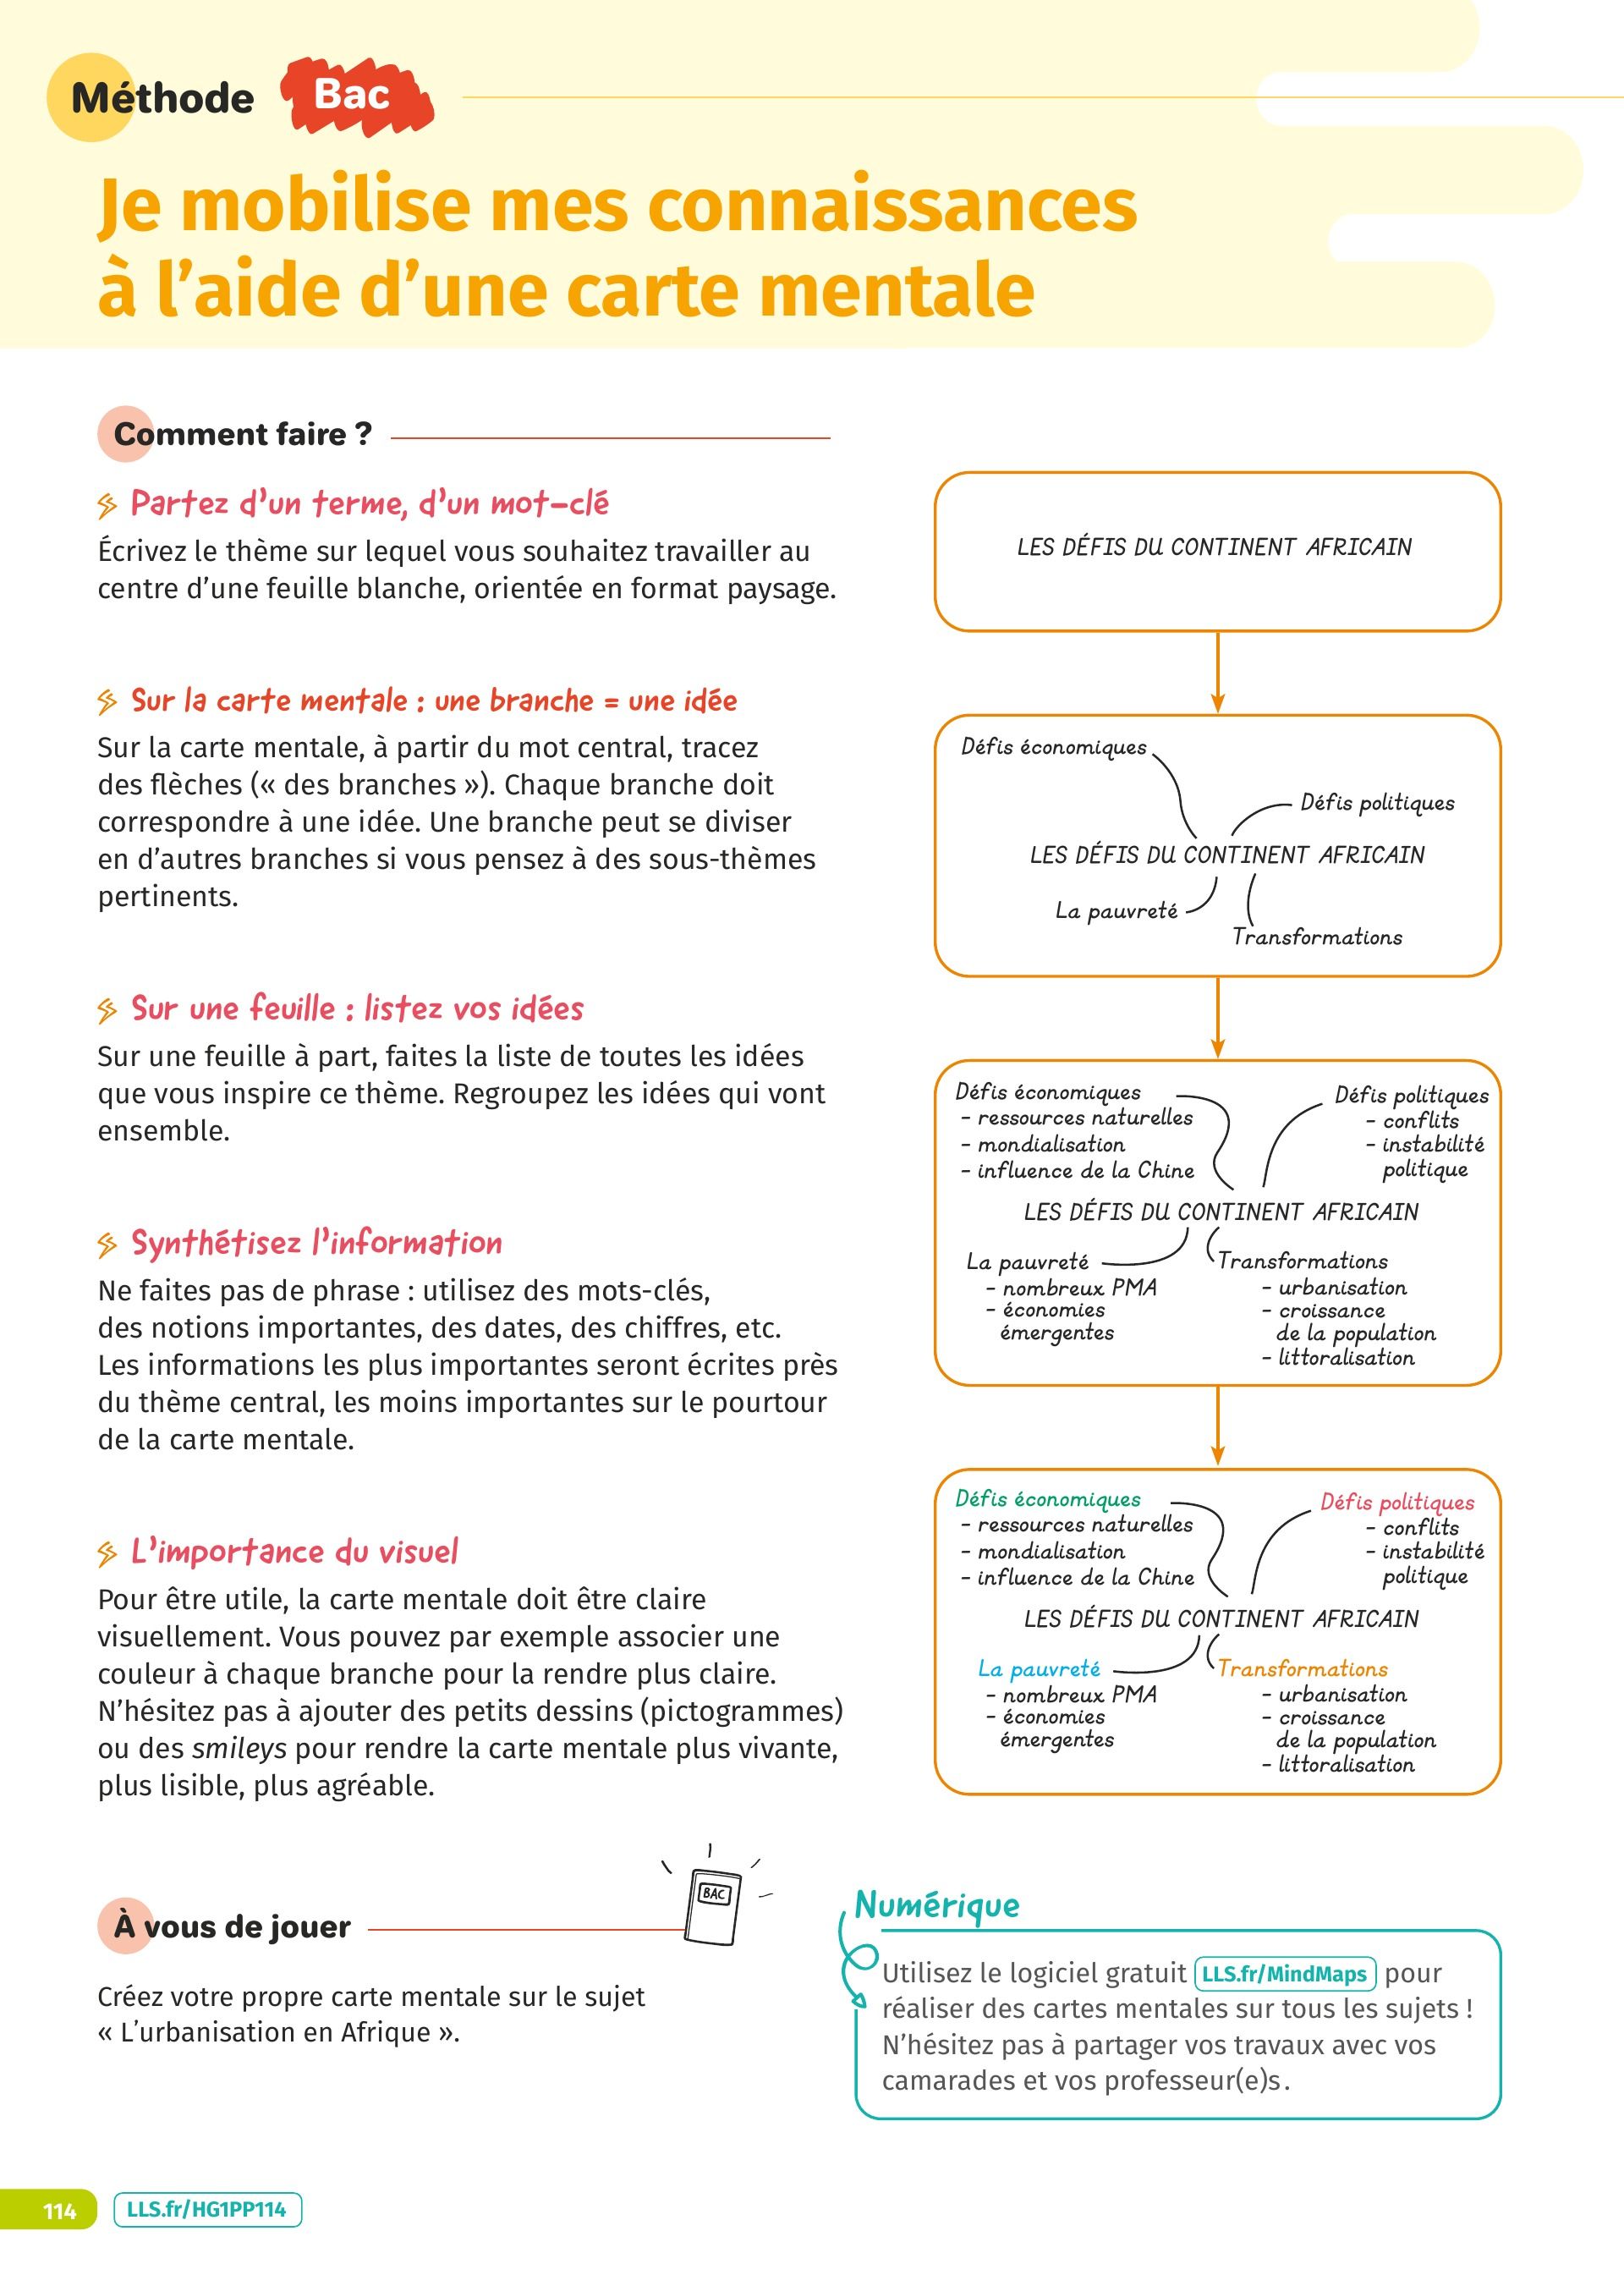 Méthode Bac
Je mobilise mes connaissances
à l'aide d'une carte mentale
Comment faire ?
Partez d'un terme, d'un mot-clé
Écrivez le thème sur lequel vous souhaitez travailler au
centre d'une feuille blanche, orientée en format paysage.
Sur la carte mentale : une branche = une idée
Sur la carte mentale, à partir du mot central, tracez
des flèches (« des branches »). Chaque branche doit
correspondre à une idée. Une branche peut se diviser
en d'autres branches si vous pensez à des sous-thèmes
pertinents.
Sur une feuille : listez vos idées
Sur une feuille à part, faites la liste de toutes les idées
que vous inspire ce thème. Regroupez les idées qui vont
ensemble.
Synthétisez l'information
Ne faites pas de phrase : utilisez des mots-clés,
des notions importantes, des dates, des chiffres, etc.
Les informations les plus importantes seront écrites près
du thème central, les moins importantes sur le pourtour
de la carte mentale.
L'importance du visuel
Pour être utile, la carte mentale doit être claire
visuellement. Vous pouvez par exemple associer une
couleur à chaque branche pour la rendre plus claire.
N'hésitez pas à ajouter des petits dessins (pictogrammes)
ou des smileys pour rendre la carte mentale plus vivante,
plus lisible, plus agréable.
LES DÉFIS DU CONTINENT AFRICAIN
Défis économiques
Défis politiques
LES DÉFIS DU CONTINENT AFRICAIN
La pauvreté
Transformations
Défis économiques
- ressources naturelles
- mondialisation
- influence de la Chine
Défis politiques
- conflits
- instabilité
politique
LES DÉFIS DU CONTINENT AFRICAIN
La pauvreté
- nombreux PMA
- économies
émergentes
Transformations
- urbanisation
- croissance
de la population
- littoralisation
Défis économiques
- ressources naturelles
- mondialisation
- influence de la Chine
Défis politiques
- conflits
- instabilité
politique
LES DÉFIS DU CONTINENT AFRICAIN
La pauvreté
- nombreux PMA
- économies
émergentes
Transformations
- urbanisation
- croissance
de la population
- littoralisation
À vous de jouer
BAC
Créez votre propre carte mentale sur le sujet
« L'urbanisation en Afrique ».
Numérique
Utilisez le logiciel gratuit LLS.fr/MindMaps pour
réaliser des cartes mentales sur tous les sujets !
N'hésitez pas à partager vos travaux avec vos
camarades et vos professeur(e)s.
114
LLS.fr/HG1PP114